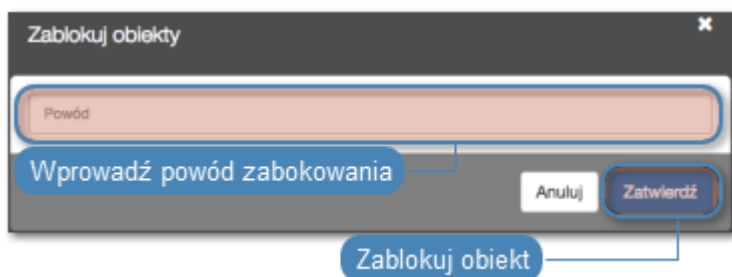 Zablokuj obiekty
Powód
Wprowadź powód zabokowania
Anuluj
Zatwierdź
Zablokuj obiekt